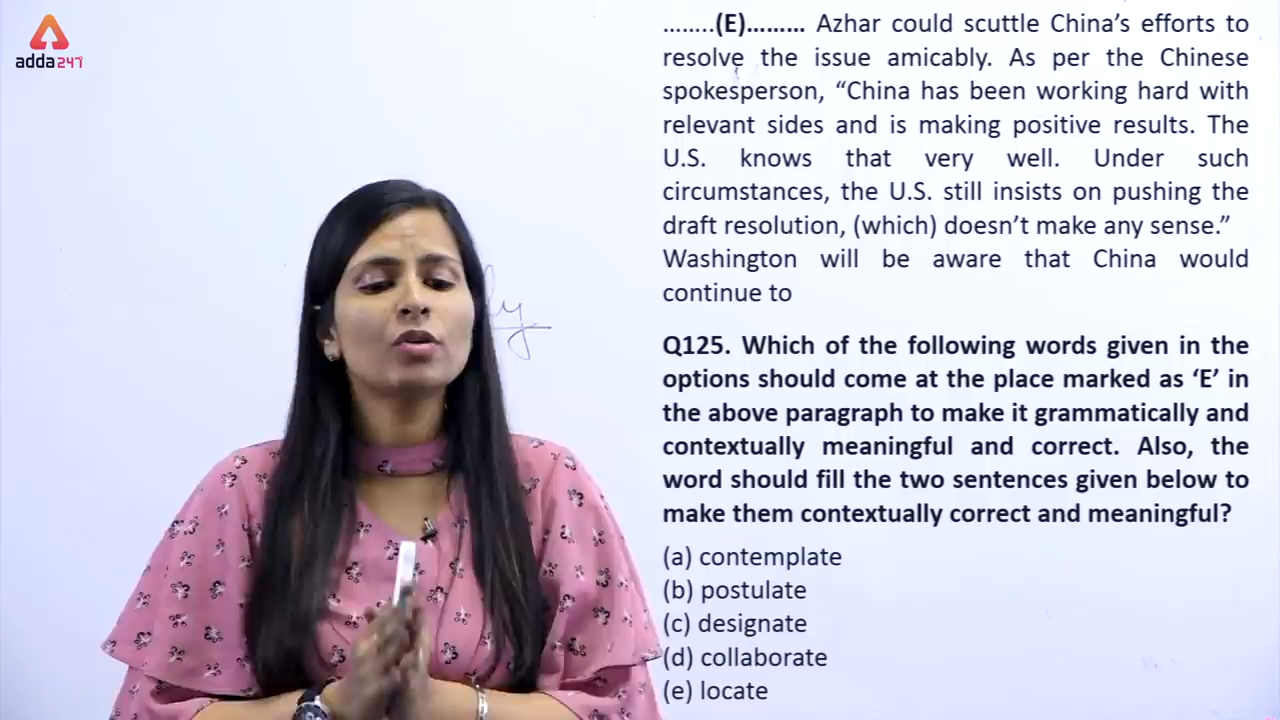 adda247
........(E)......... Azhar could scuttle China’s efforts to
resolve the issue amicably. As per the Chinese
spokesperson, “China has been working hard with
relevant sides and is making positive results. The
U.S. knows that very well. Under such
circumstances, the U.S. still insists on pushing the
draft resolution, (which) doesn’t make any sense.”
Washington will be aware that China would
continue to
Q125. Which of the following words given in the
options should come at the place marked as ‘E’ in
the above paragraph to make it grammatically and
contextually meaningful and correct. Also, the
word should fill the two sentences given below to
make them contextually correct and meaningful?
(a) contemplate
(b) postulate
(c) designate
(d) collaborate
(e) locate